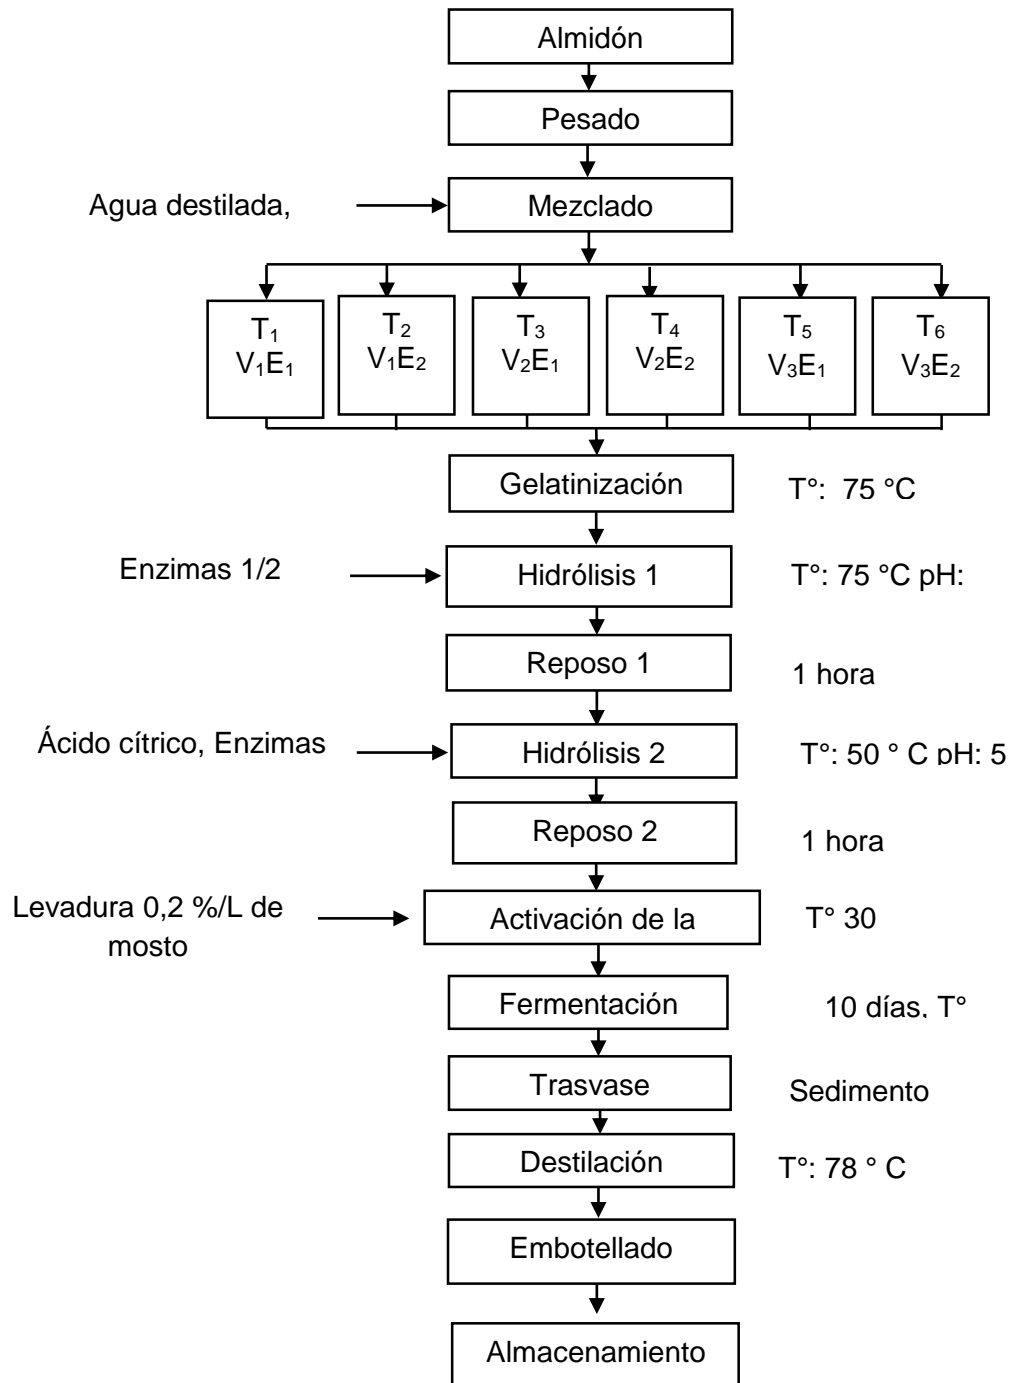 Almidón
Pesado
Agua destilada,
Mezclado
T₁
V₁E₁
T₂
V₁E₂
T₃
V₂E₁
T₄
V₂E₂
T₅
V₃E₁
T₆
V₃E₂
Gelatinización
T°: 75 °C
Enzimas 1/2
Hidrólisis 1
T°: 75 °C pH:
Reposo 1
1 hora
Ácido cítrico, Enzimas
Hidrólisis 2
T°: 50 ° C pH: 5
Reposo 2
1 hora
Levadura 0,2 %/L de
mosto
Activación de la
T° 30
Fermentación
10 días, T°
Trasvase
Sedimento
Destilación
T°: 78 ° C
Embotellado
Almacenamiento